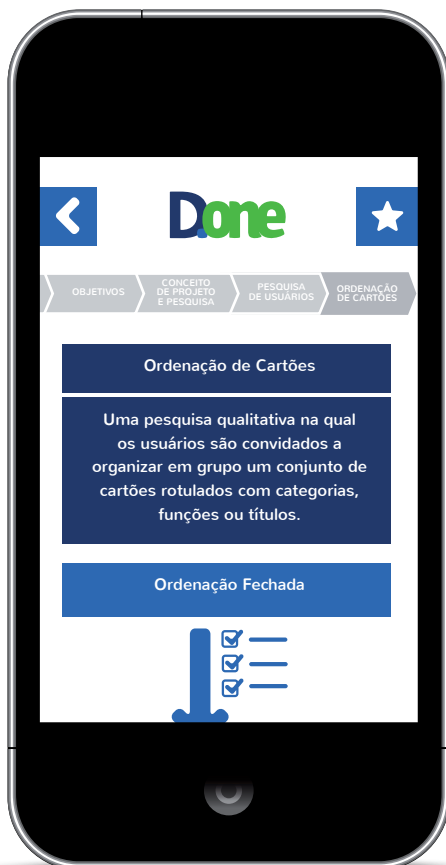 D.one
OBJETIVOS
CONCEITO
DE PROJETO
E PESQUISA
PESQUISA
DE USUÁRIOS
ORDENAÇÃO
DE CARTÕES
Ordenação de Cartões
Uma pesquisa qualitativa na qual
os usuários são convidados a
organizar em grupo um conjunto de
cartões rotulados com categorias,
funções ou títulos.
Ordenação Fechada